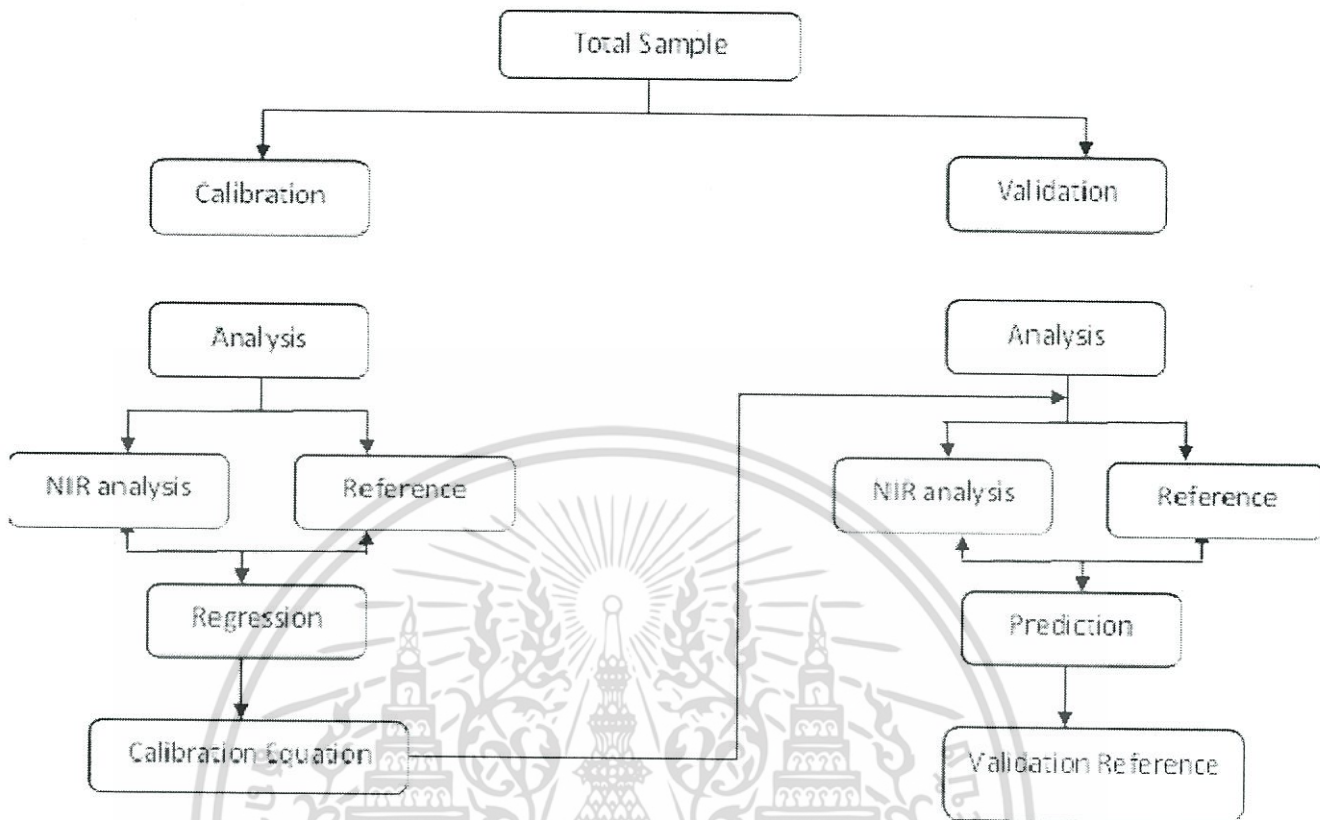 Total Sample
Calibration
Validation
Analysis
Analysis
NIR analysis
Reference
NIR analysis
Reference
Regression
Prediction
Calibration Equation
Validation Reference